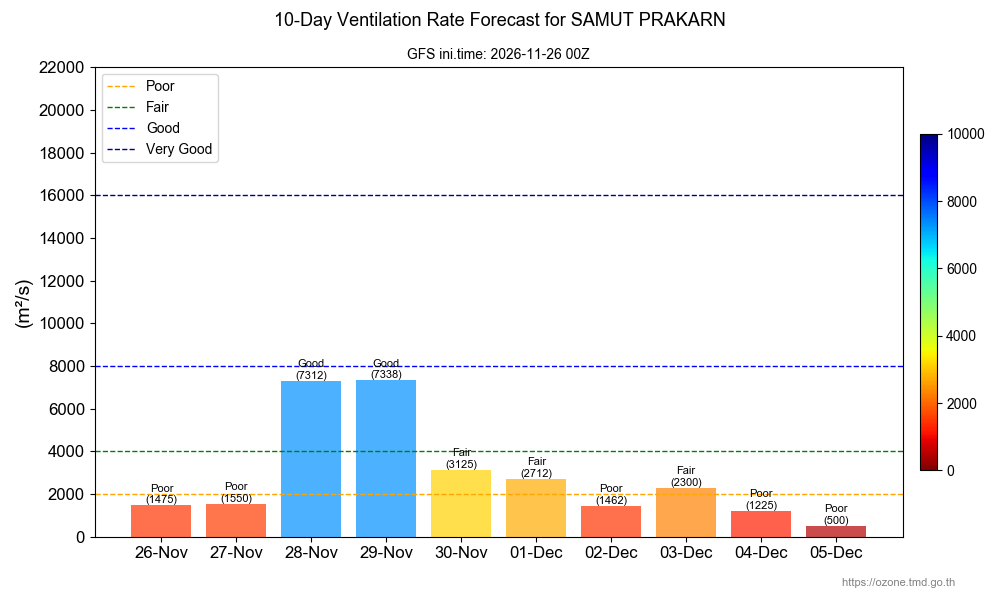 10-Day Ventilation Rate Forecast for SAMUT PRAKARN
GFS ini.time: 2026-11-26 00Z
22000
20000
18000
16000
14000
12000
10000
8000
6000
4000
2000
0
(m²/s)
Poor
Fair
Good
Very Good
Poor
(1475)
Poor
(1550)
Good
(7312)
Good
(7338)
Fair
(3125)
Fair
(2712)
Poor
(1462)
Fair
(2300)
Poor
(1225)
Poor
(500)
26-Nov
27-Nov
28-Nov
29-Nov
30-Nov
01-Dec
02-Dec
03-Dec
04-Dec
05-Dec
10000
8000
6000
4000
2000
0
https://ozone.tmd.go.th